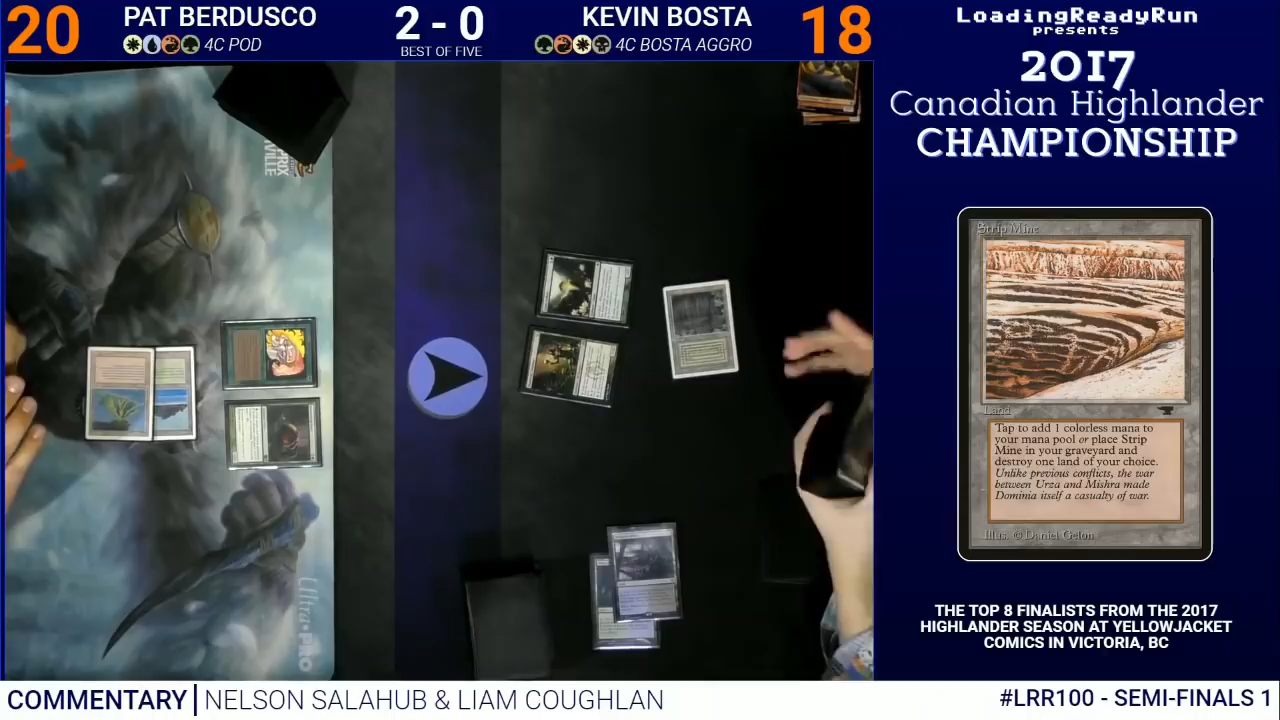 20
PAT BERDUSCO
4C POD
2 - 0
BEST OF FIVE
KEVIN BOSTA
4C BOSTA AGGRO
18
LoadingReadyRun
presents
2017
Canadian Highlander
CHAMPIONSHIP
Strip Mine
Land
Tap to add 1 colorless mana to
your mana pool or place Strip
Mine in your graveyard and
destroy one land of your choice.
Unlike previous conflicts, the war
between Urza and Mishra made
Dominia itself a casualty of war.
Illus. © Daniel Gelon
THE TOP 8 FINALISTS FROM THE 2017
HIGHLANDER SEASON AT YELLOWJACKET
COMICS IN VICTORIA, BC
Ultra•PRO
COMMENTARY | NELSON SALAHUB & LIAM COUGHLAN
#LRR100 - SEMI-FINALS 1